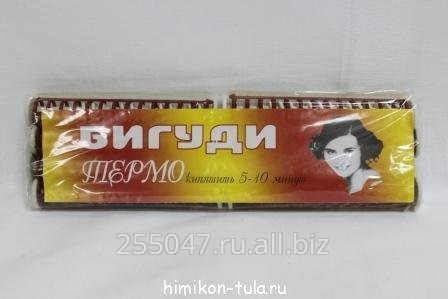 БИГУДИ
ТЕРМО кипятить 5-10 минут
255047.ru.all.biz
himikon-tula.ru